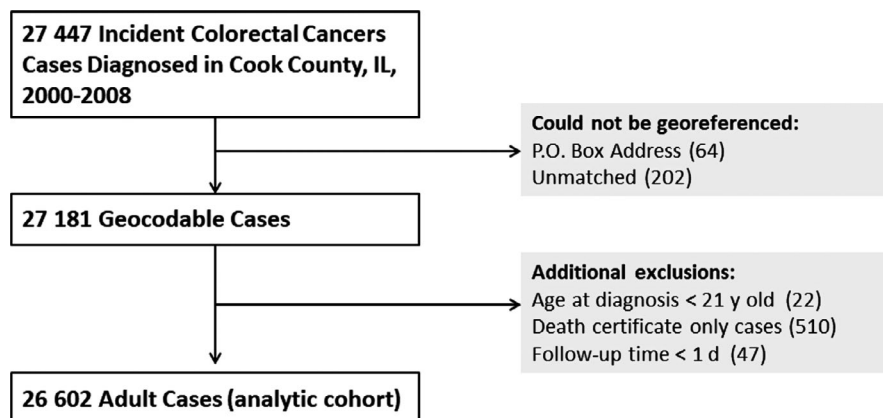 27 447 Incident Colorectal Cancers
Cases Diagnosed in Cook County, IL,
2000-2008
Could not be georeferenced:
P.O. Box Address (64)
Unmatched (202)
27 181 Geocodable Cases
Additional exclusions:
Age at diagnosis < 21 y old (22)
Death certificate only cases (510)
Follow-up time < 1 d (47)
26 602 Adult Cases (analytic cohort)